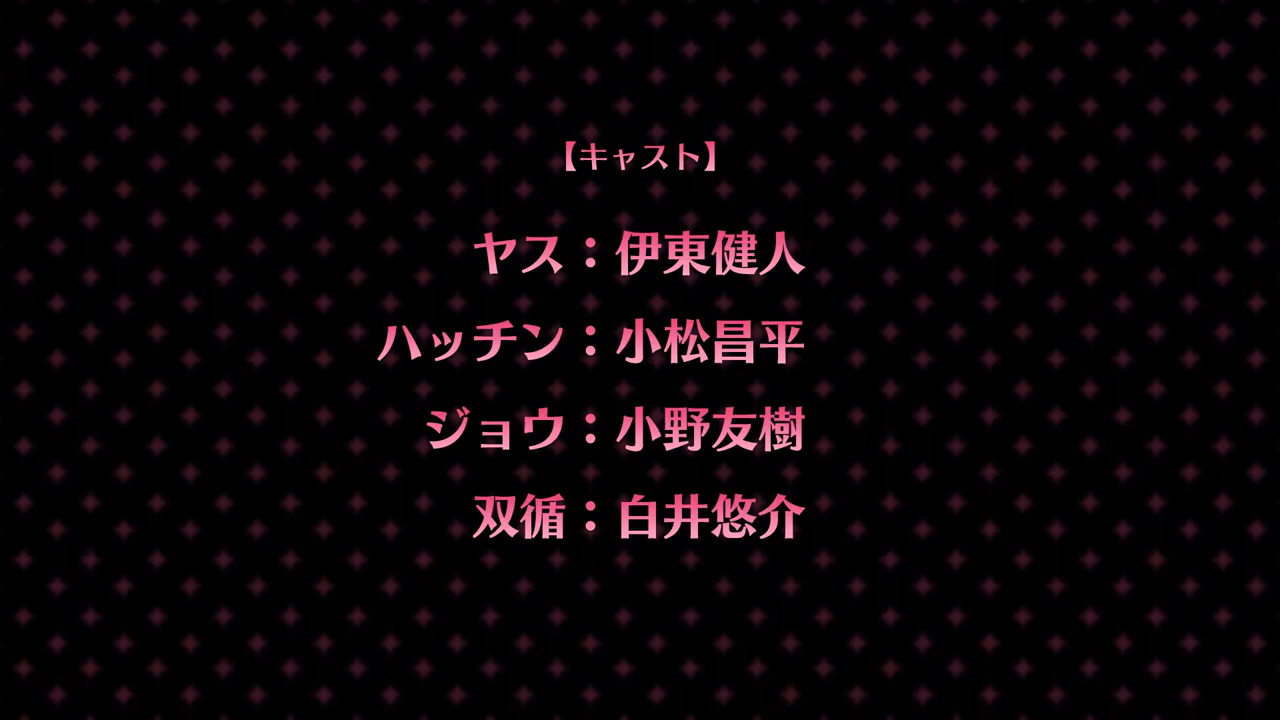 【キャスト】
ヤス：伊東健人
ハッチン：小松昌平
ジョウ：小野友樹
双循：白井悠介